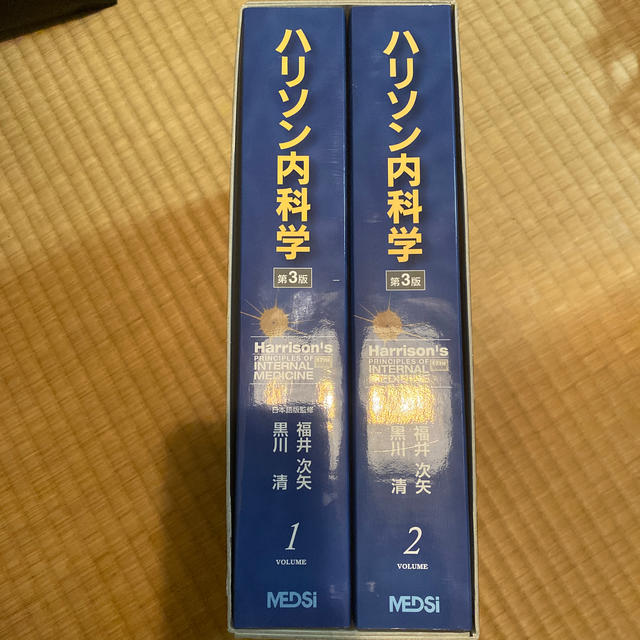 ハリソン内科学
第3版
Harrison's
PRINCIPLES OF
INTERNAL
MEDICINE
日本語版監修
福井 次矢
黒川 清
1
VOLUME
MEDSi
ハリソン内科学
第3版
Harrison's
PRINCIPLES OF
INTERNAL
MEDICINE
福井 次矢
黒川 清
2
VOLUME
MEDSi